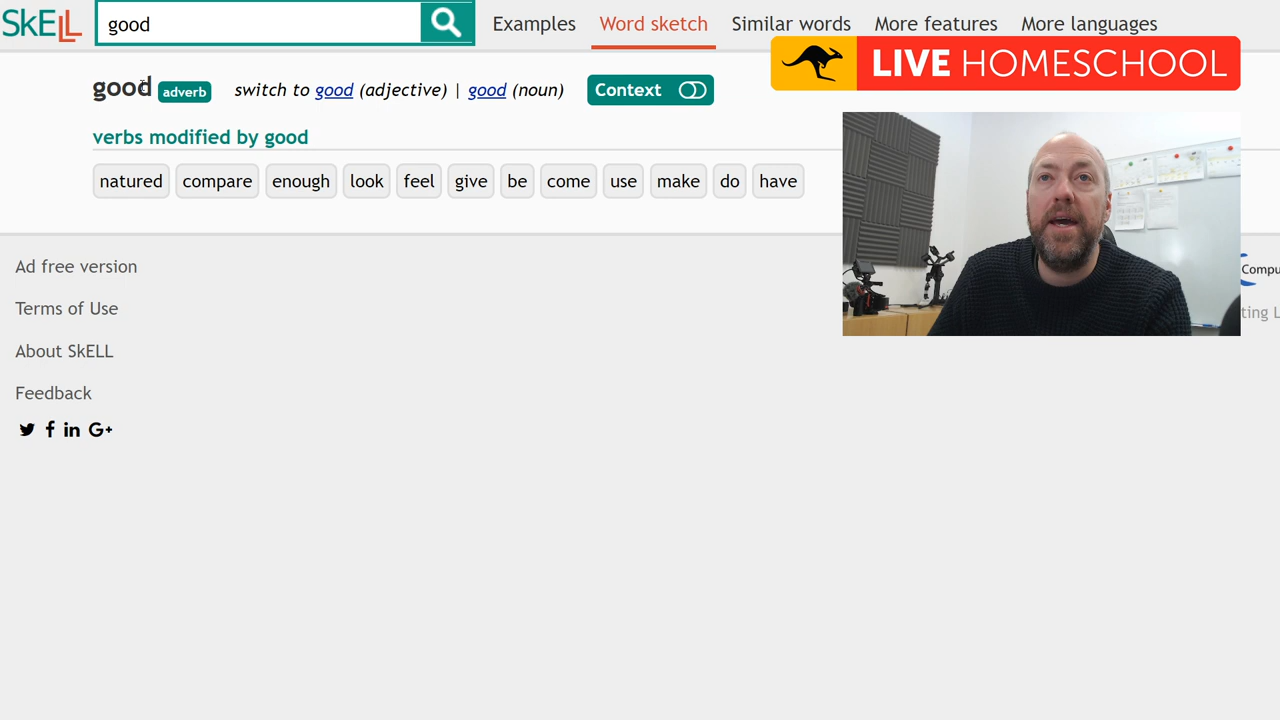 SkELL good Examples Word sketch Similar words More features More languages
LIVE HOMESCHOOL
good adverb switch to good (adjective) | good (noun) Context
verbs modified by good
natured compare enough look feel give be come use make do have
Ad free version
Compu
Terms of Use
ting L
About SkELL
Feedback
G+